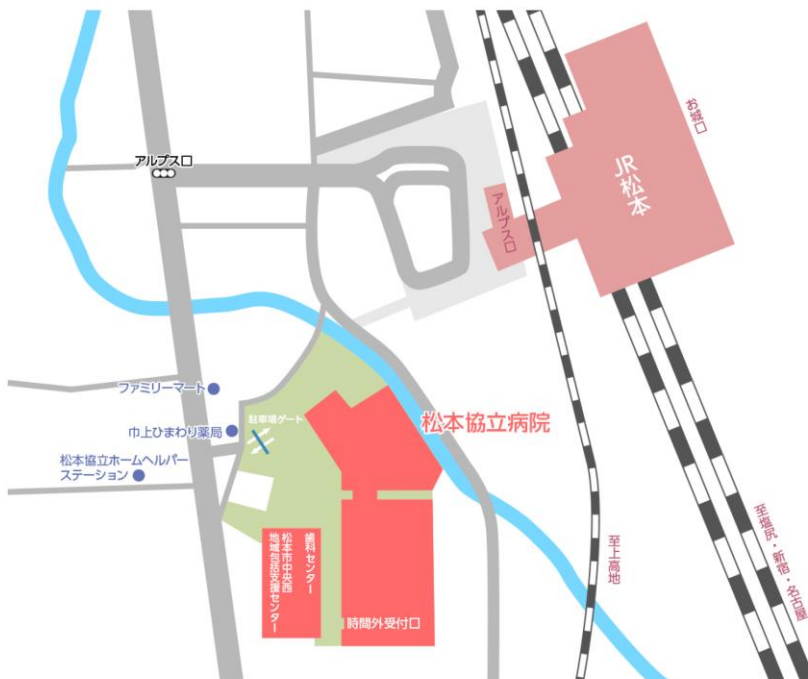 お城口
アルプス口
JR松本
アルプス口
ファミリーマート
駐車場ゲート
松本協立病院
巾上ひまわり薬局
松本協立ホームヘルパー
ステーション
至塩尻・新宿・名古屋
至上高地
歯科センター
松本市中央西
地域包括支援センター
時間外受付口